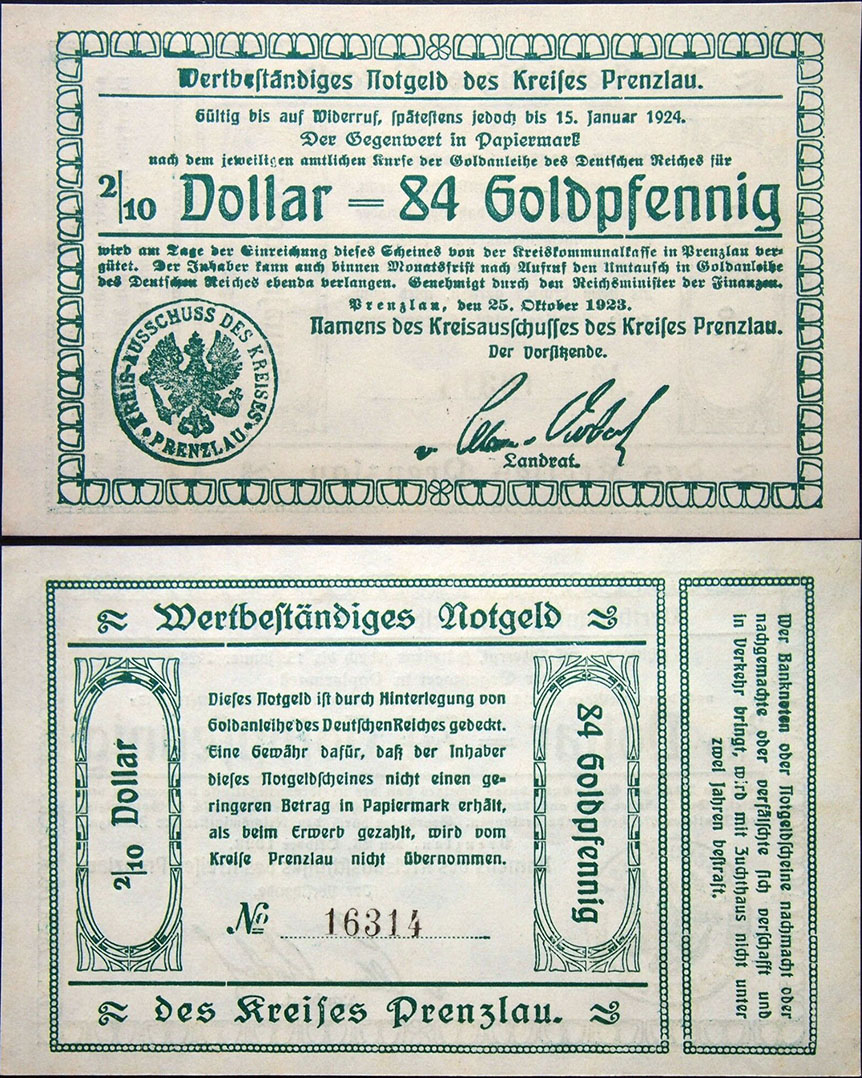 Wertbeſtändiges Notgeld des Kreiſes Prenzlau.
Gültig bis auf Widerruf, ſpäteſtens jedoch bis 15. Januar 1924.
Der Gegenwert in Papiermark
nach dem jeweiligen amtlichen Kurſe der Goldanleihe des Deutſchen Reiches für
2/10 Dollar = 84 Goldpfennig
wird am Tage der Einreichung dieſes Scheines von der Kreiskommunalkaſſe in Prenzlau ver-
gütet. Der Inhaber kann auch binnen Monatsfriſt nach Aufruf den Umtauſch in Goldanleihe
des Deutſchen Reiches ebenda verlangen. Genehmigt durch den Reichsminiſter der Finanzen.
Prenzlau, den 25. Oktober 1923.
Namens des Kreisausſchuſſes des Kreiſes Prenzlau.
Der Vorſitzende.
Landrat.
KREIS-AUSSCHUSS DES KREISES
• PRENZLAU •
Wertbeſtändiges Notgeld
2/10 Dollar
Dieſes Notgeld iſt durch Hinterlegung von
Goldanleihe des Deutſchen Reiches gedeckt.
Eine Gewähr dafür, daß der Inhaber
dieſes Notgeldſcheines nicht einen ge-
ringeren Betrag in Papiermark erhält,
als beim Erwerb gezahlt, wird vom
Kreiſe Prenzlau nicht übernommen.
№ 16314
84 Goldpfennig
des Kreiſes Prenzlau.
Wer Banknoten oder Notgeldſcheine nachmacht oder
nachgemachte oder verfälſchte ſich verſchafft und
in Verkehr bringt, wird mit Zuchthaus nicht unter
zwei Jahren beſtraft.